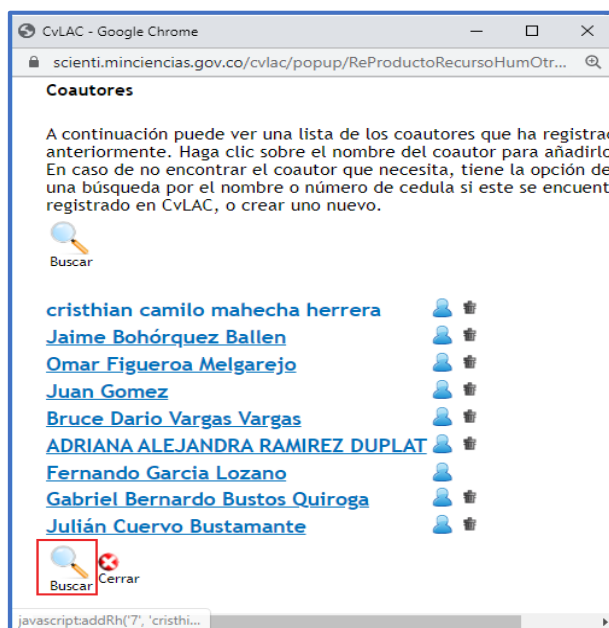 CvLAC - Google Chrome
scienti.minciencias.gov.co/cvlac/popup/ReProductoRecursoHumOtr...
Coautores
A continuación puede ver una lista de los coautores que ha registrad
anteriormente. Haga clic sobre el nombre del coautor para añadirlo
En caso de no encontrar el coautor que necesita, tiene la opción de
una búsqueda por el nombre o número de cedula si este se encuent
registrado en CvLAC, o crear uno nuevo.
Buscar
cristhian camilo mahecha herrera
Jaime Bohórquez Ballen
Omar Figueroa Melgarejo
Juan Gomez
Bruce Dario Vargas Vargas
ADRIANA ALEJANDRA RAMIREZ DUPLAT
Fernando Garcia Lozano
Gabriel Bernardo Bustos Quiroga
Julián Cuervo Bustamante
Buscar Cerrar
javascript:addRh('7', 'cristhi...